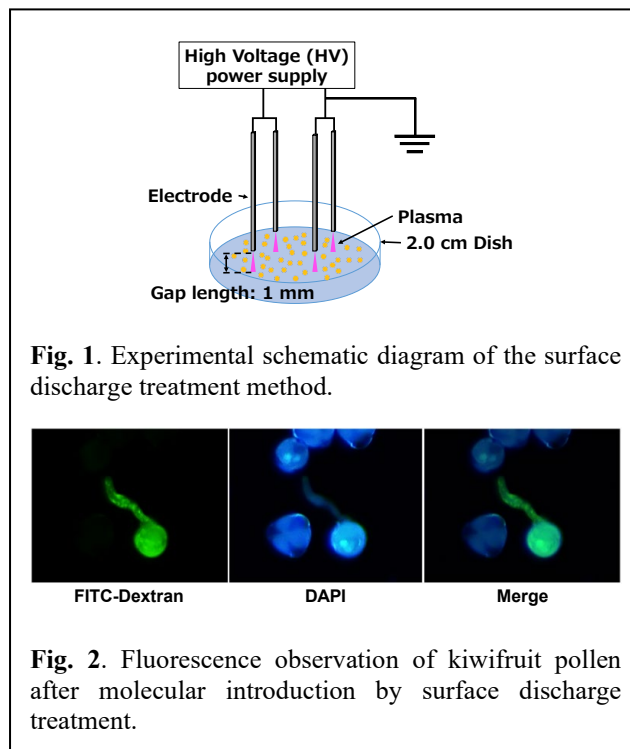 High Voltage (HV)
power supply
Electrode
Plasma
2.0 cm Dish
Gap length: 1 mm
Fig. 1. Experimental schematic diagram of the surface
discharge treatment method.
FITC-Dextran DAPI Merge
Fig. 2. Fluorescence observation of kiwifruit pollen
after molecular introduction by surface discharge
treatment.